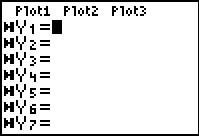 Plot1 Plot2 Plot3
Y1=
Y2=
Y3=
Y4=
Y5=
Y6=
Y7=